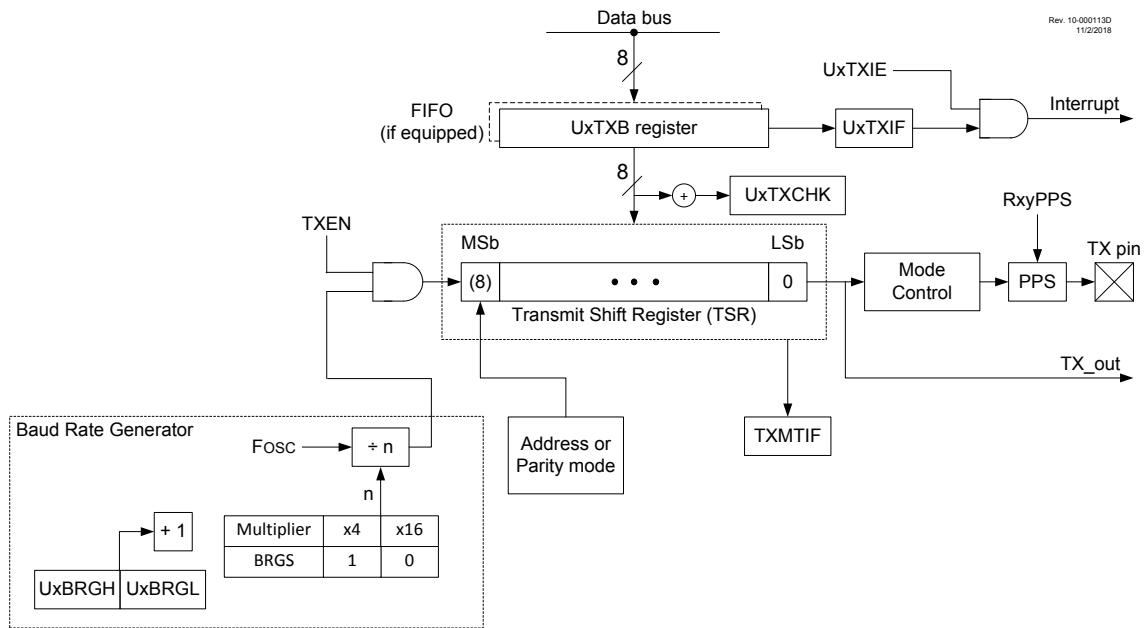 Data bus
Rev. 10-000113D
11/2/2018
8
UxTXIE
FIFO
(if equipped)
UxTXB register
UxTXIF
Interrupt
8
+
UxTXCHK
TXEN
RxyPPS
MSb
LSb
TX pin
(8)
• • •
0
Mode
Control
PPS
Transmit Shift Register (TSR)
TX_out
Baud Rate Generator
FOSC
÷ n
Address or
Parity mode
TXMTIF
n
+ 1
Multiplier x4 x16
BRGS 1 0
UxBRGH UxBRGL